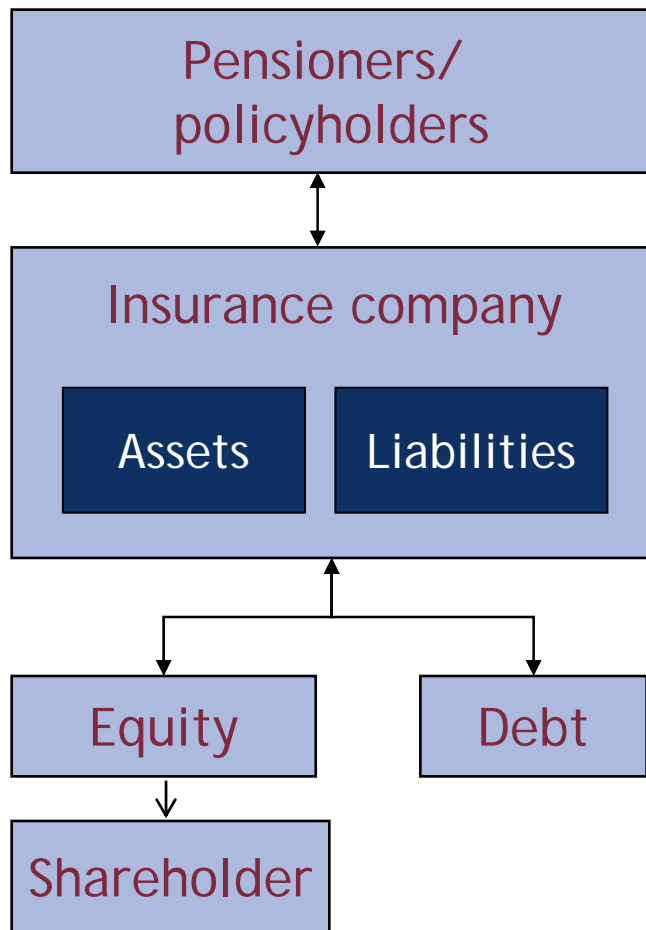 Pensioners/
policyholders
Insurance company
Assets
Liabilities
Equity
Debt
Shareholder